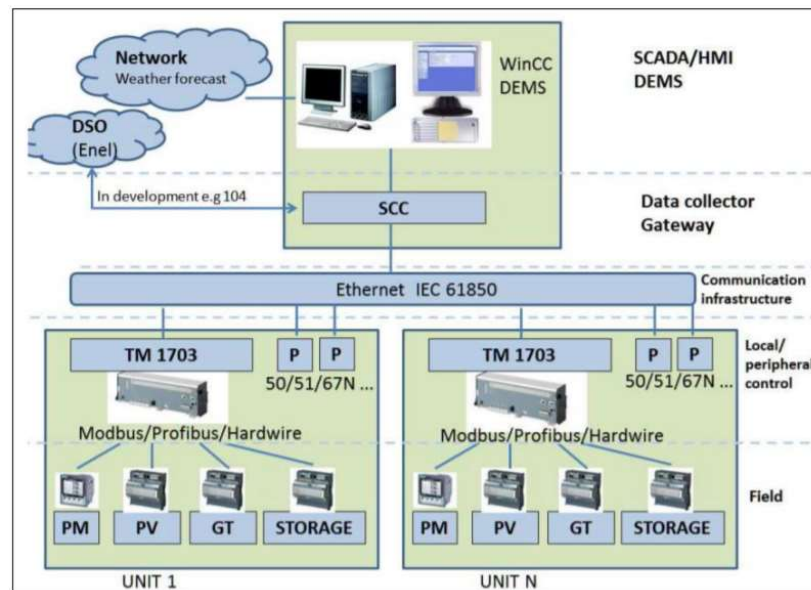 Network
Weather forecast
WinCC
DEMS
SCADA/HMI
DEMS
DSO
(Enel)
In development e.g 104
SCC
Data collector
Gateway
Ethernet IEC 61850
Communication
infrastructure
TM 1703
P
P
50/51/67N ...
Modbus/Profibus/Hardwire
PM
PV
GT
STORAGE
UNIT 1
TM 1703
P
P
50/51/67N ...
Modbus/Profibus/Hardwire
PM
PV
GT
STORAGE
UNIT N
Local/
peripheral
control
Field